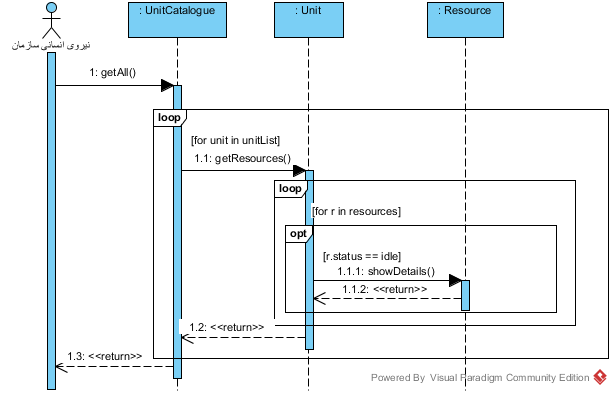 : UnitCatalogue
: Unit
: Resource
نیروی انسانی سازمان
1: getAll()
loop
[for unit in unitList]
1.1: getResources()
loop
[for r in resources]
opt
[r.status == idle]
1.1.1: showDetails()
1.1.2: <<return>>
1.2: <<return>>
1.3: <<return>>
Powered By Visual Paradigm Community Edition